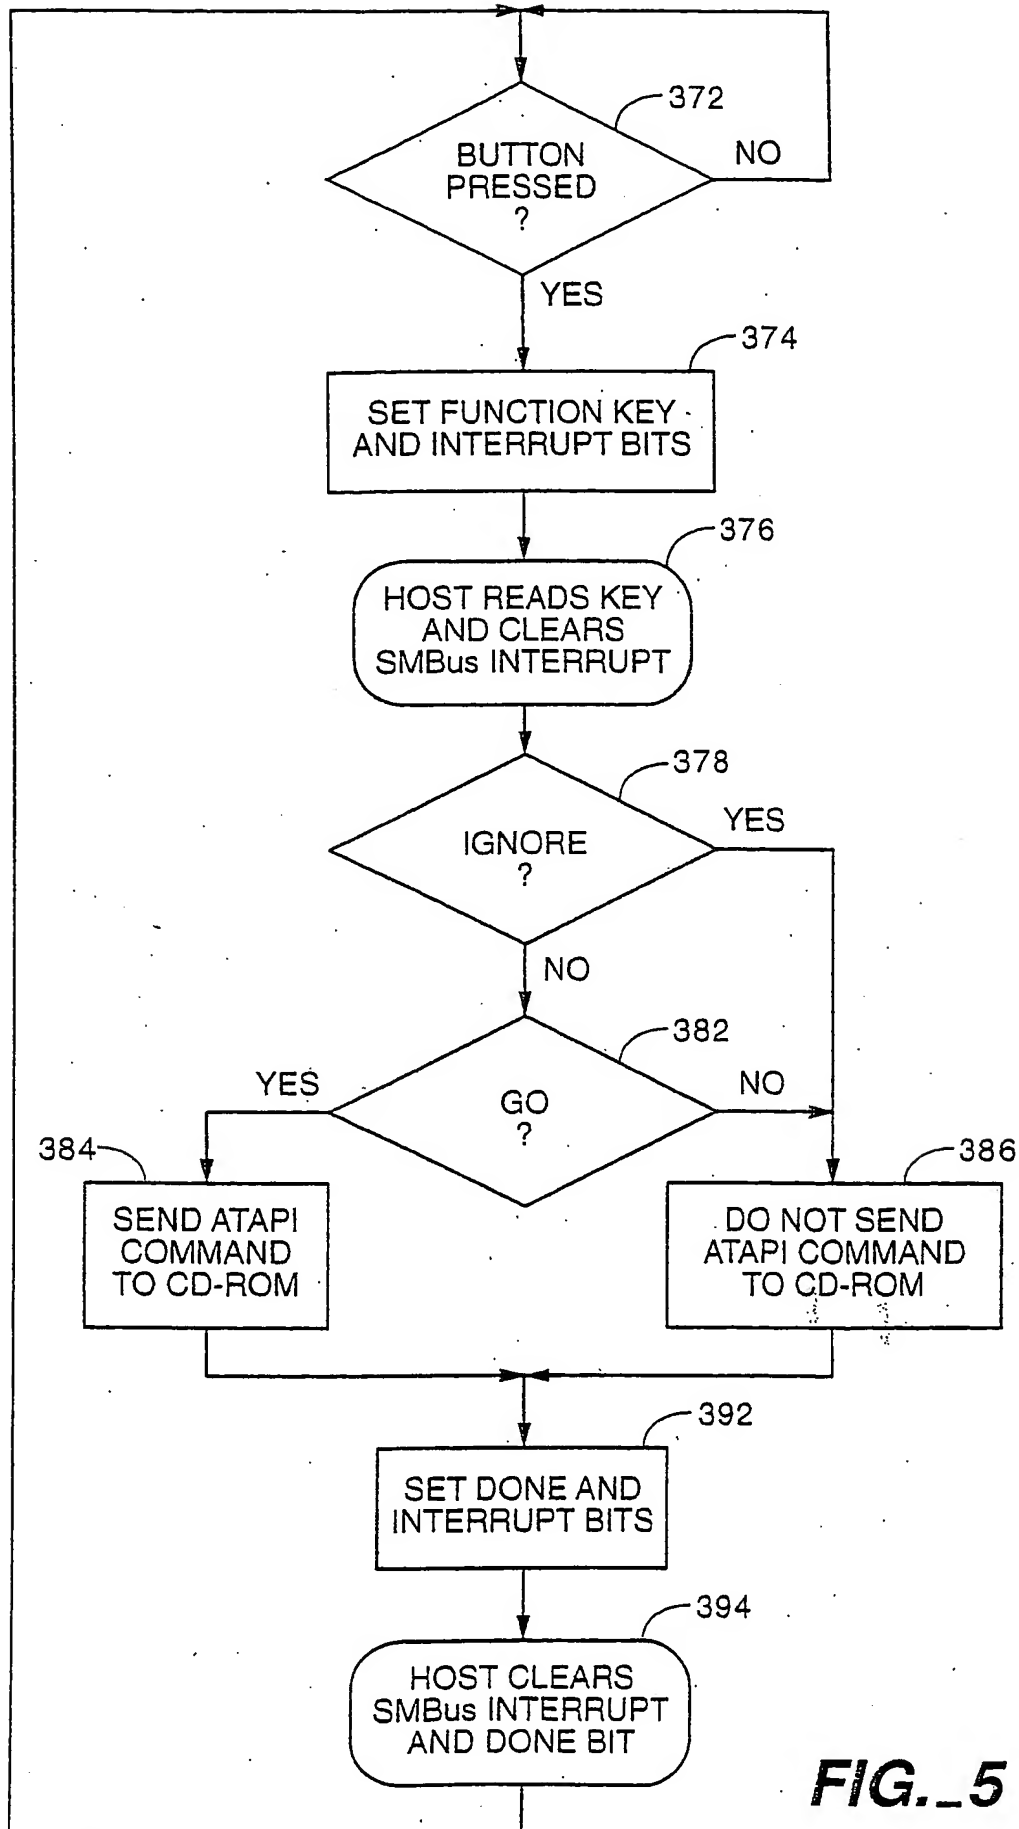 372
BUTTON
PRESSED
?
NO
YES
374
SET FUNCTION KEY
AND INTERRUPT BITS
376
HOST READS KEY
AND CLEARS
SMBus INTERRUPT
378
IGNORE
?
YES
NO
382
GO
?
YES
NO
384
SEND ATAPI
COMMAND
TO CD-ROM
386
DO NOT SEND
ATAPI COMMAND
TO CD-ROM
392
SET DONE AND
INTERRUPT BITS
394
HOST CLEARS
SMBus INTERRUPT
AND DONE BIT
FIG._5